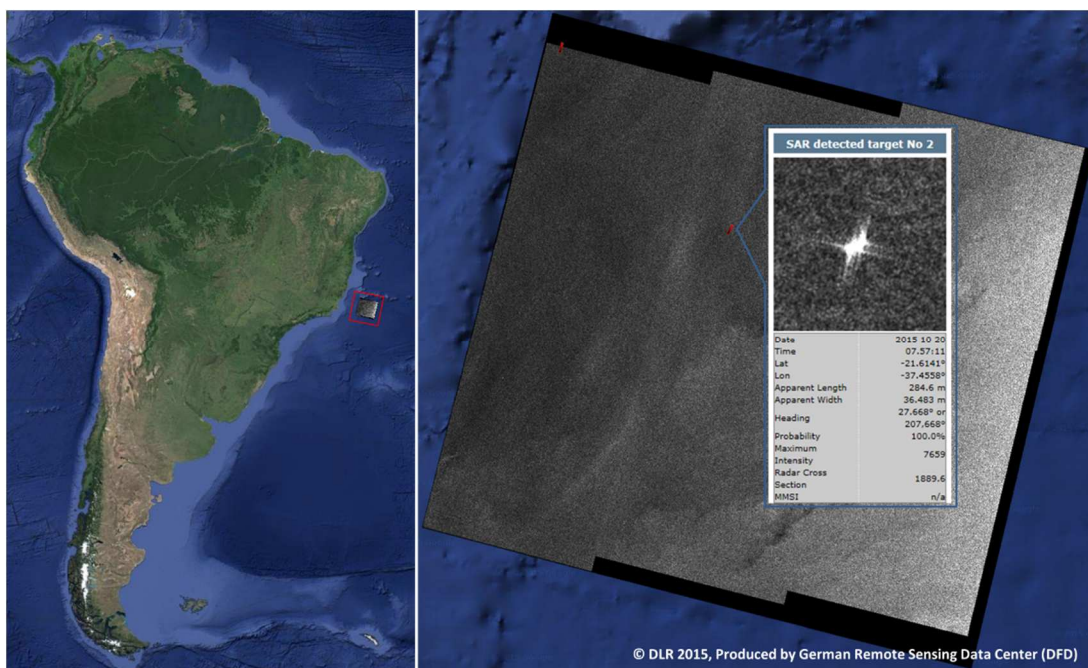 SAR detected target No 2
Date 2015 10 20
Time 07.57:11
Lat -21.6141°
Lon -37.4558°
Apparent Length 284.6 m
Apparent Width 36.483 m
Heading 27.668° or
207.668°
Probability 100.0%
Maximum
Intensity 7659
Radar Cross
Section 1889.6
MMSI n/a
© DLR 2015, Produced by German Remote Sensing Data Center (DFD)